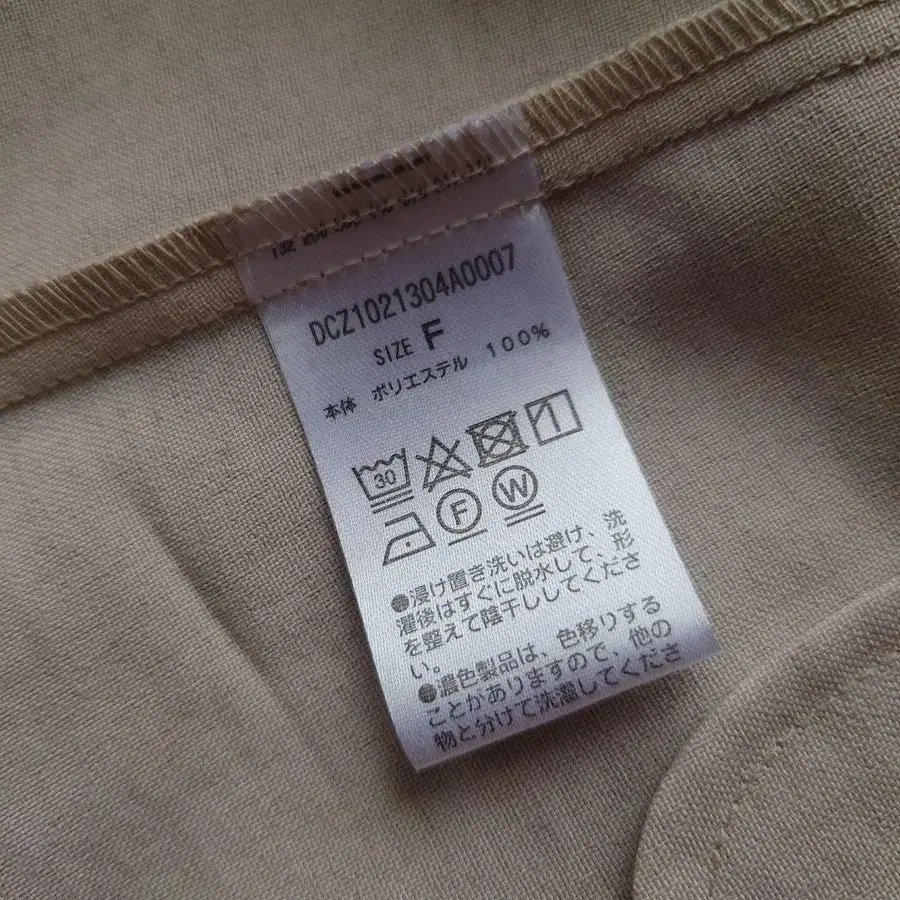 DCZ1021304A0007
SIZE F
本体 ポリエステル 100%
30
F W
●浸け置き洗いは避け、洗
濯後はすぐに脱水して、形
を整えて陰干ししてくださ
い。
●濃色製品は、色移りする
ことがありますので、他の
物と分けて洗濯してくださ